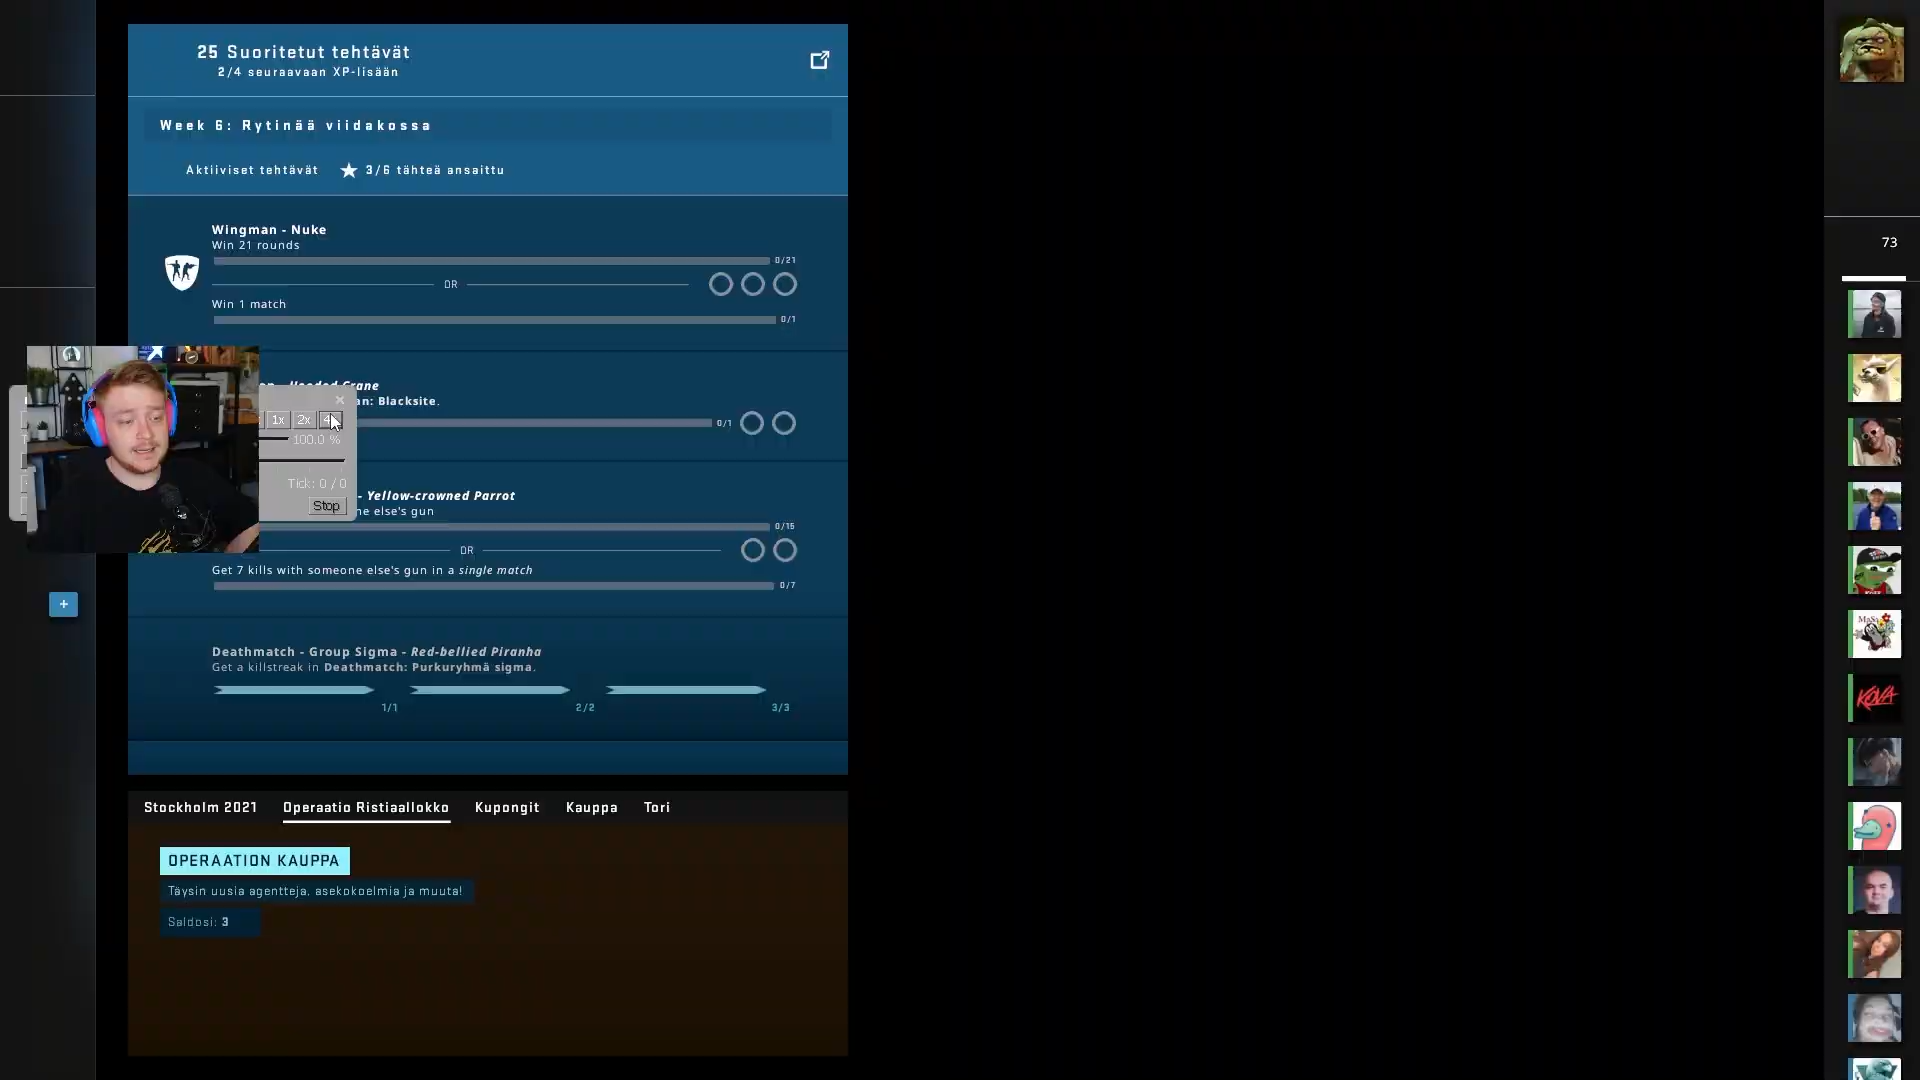 25 Suoritetut tehtävät
2/4 seuraavaan XP-lisään
73
Week 6: Rytinää viidakossa
Aktiiviset tehtävät
3/6 tähteä ansaittu
Wingman - Nuke
Win 21 rounds
0/21
OR
Win 1 match
0/1
Hooded Crane
Blacksite.
1x 2x
100.0 %
0/1
Tick: 0 / 0
Stop
- Yellow-crowned Parrot
else's gun
0/15
OR
Get 7 kills with someone else's gun in a single match
0/7
+
Deathmatch - Group Sigma - Red-bellied Piranha
Get a killstreak in Deathmatch: Purkuryhmä sigma.
1/1
2/2
3/3
MaSa
KOVA
Stockholm 2021
Operaatio Ristiaallokko
Kupongit
Kauppa
Tori
OPERAATION KAUPPA
Täysin uusia agentteja, asekokoelmia ja muuta!
Saldosi: 3